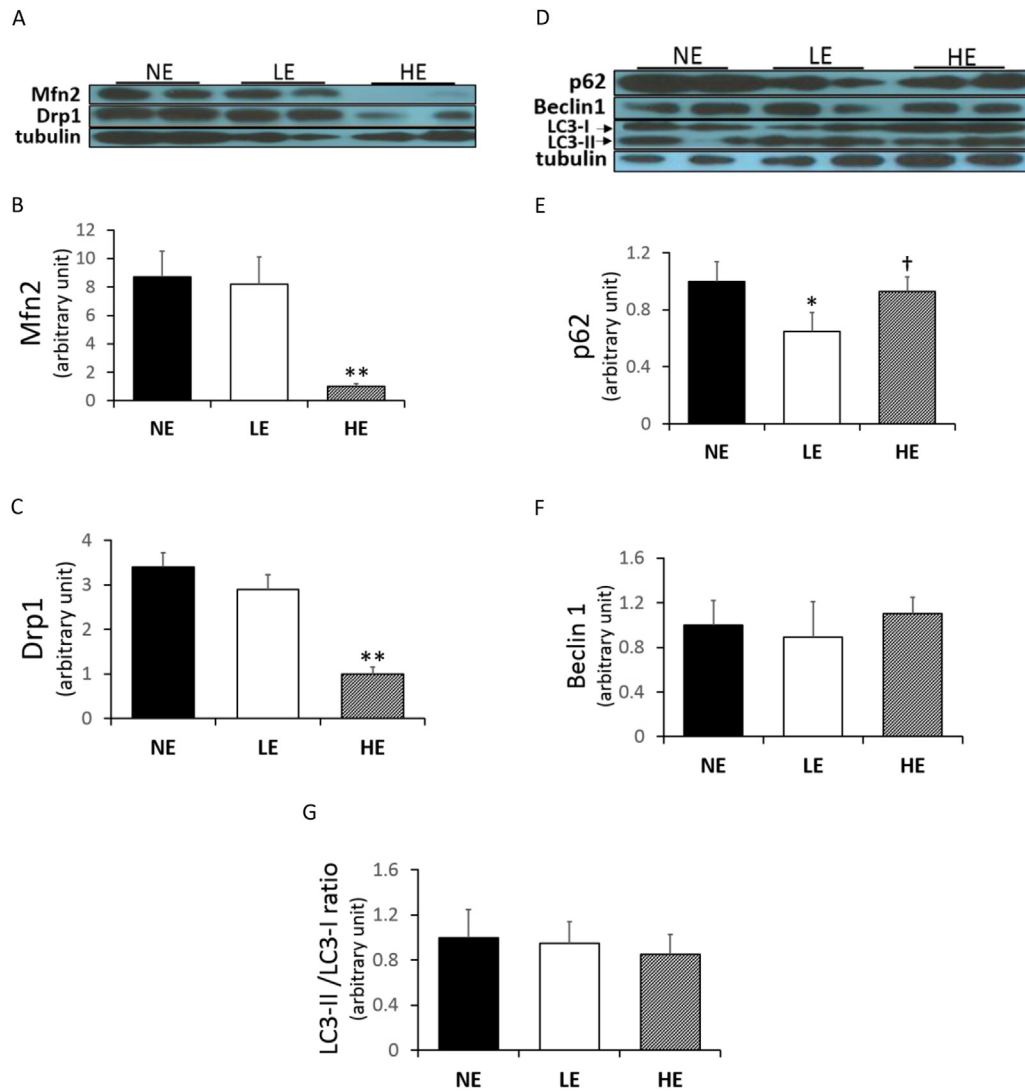 A
NE LE HE
Mfn2
Drp1
tubulin
B
Mfn2
(arbitrary unit)
12
10
8
6
4
2
0
**
NE LE HE
C
Drp1
(arbitrary unit)
4
3
2
1
0
**
NE LE HE
D
NE LE HE
p62
Beclin1
LC3-I
LC3-II
tubulin
E
p62
(arbitrary unit)
1.2
0.8
0.4
0
*
†
NE LE HE
F
Beclin 1
(arbitrary unit)
1.6
1.2
0.8
0.4
0
NE LE HE
G
LC3-II /LC3-I ratio
(arbitrary unit)
1.6
1.2
0.8
0.4
0
NE LE HE